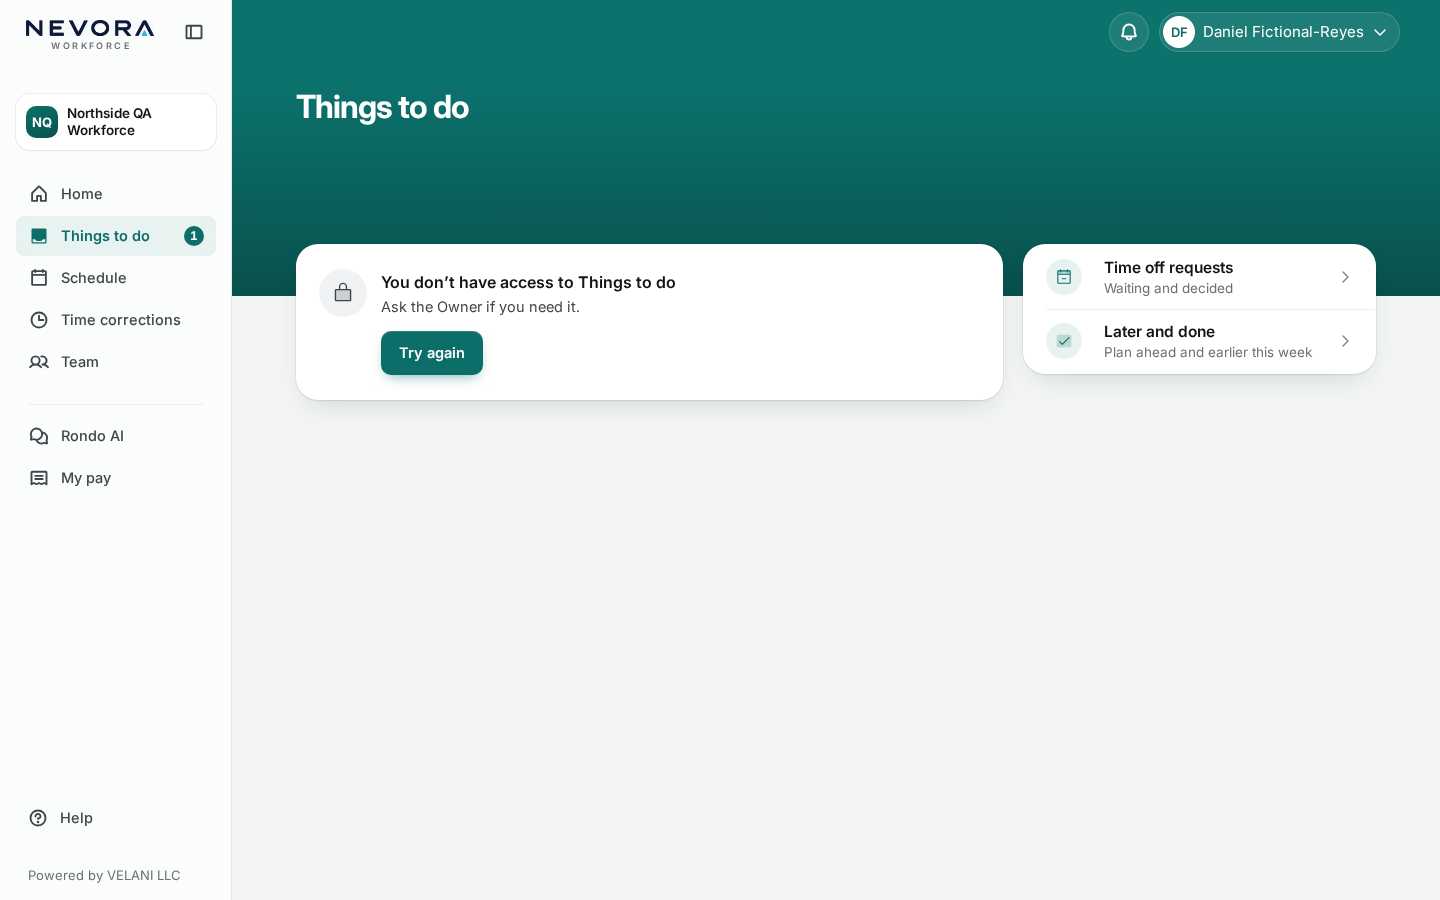 NEVORA
WORKFORCE
NQ
Northside QA
Workforce
Home
Things to do
1
Schedule
Time corrections
Team
Rondo AI
My pay
Help
Powered by VELANI LLC
DF
Daniel Fictional-Reyes
Things to do
You don’t have access to Things to do
Ask the Owner if you need it.
Try again
Time off requests
Waiting and decided
Later and done
Plan ahead and earlier this week